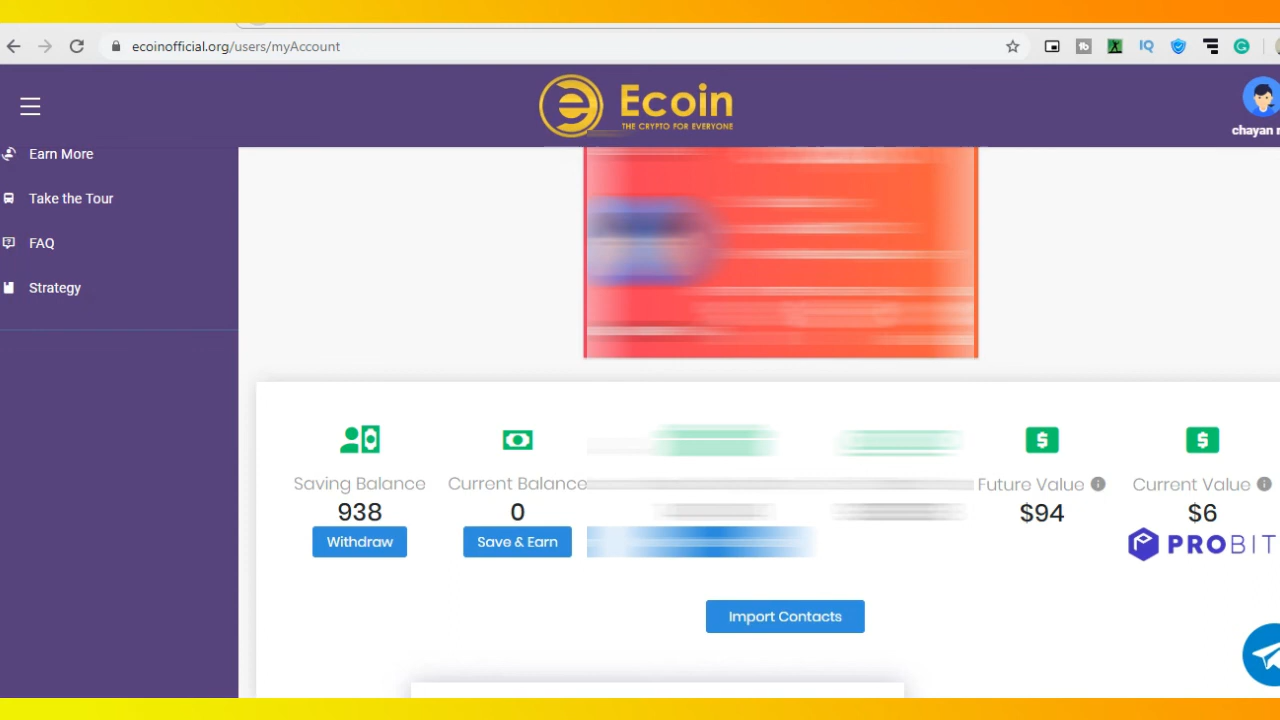 ecoinofficial.org/users/myAccount
IQ
Ecoin
THE CRYPTO FOR EVERYONE
chayan
Earn More
Take the Tour
FAQ
Strategy
Saving Balance
938
Withdraw
Current Balance
0
Save & Earn
Future Value
$94
Current Value
$6
PROBIT
Import Contacts